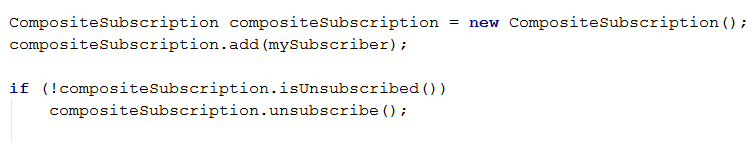 CompositeSubscription compositeSubscription = new CompositeSubscription();
compositeSubscription.add(mySubscriber);
if (!compositeSubscription.isUnsubscribed())
    compositeSubscription.unsubscribe();